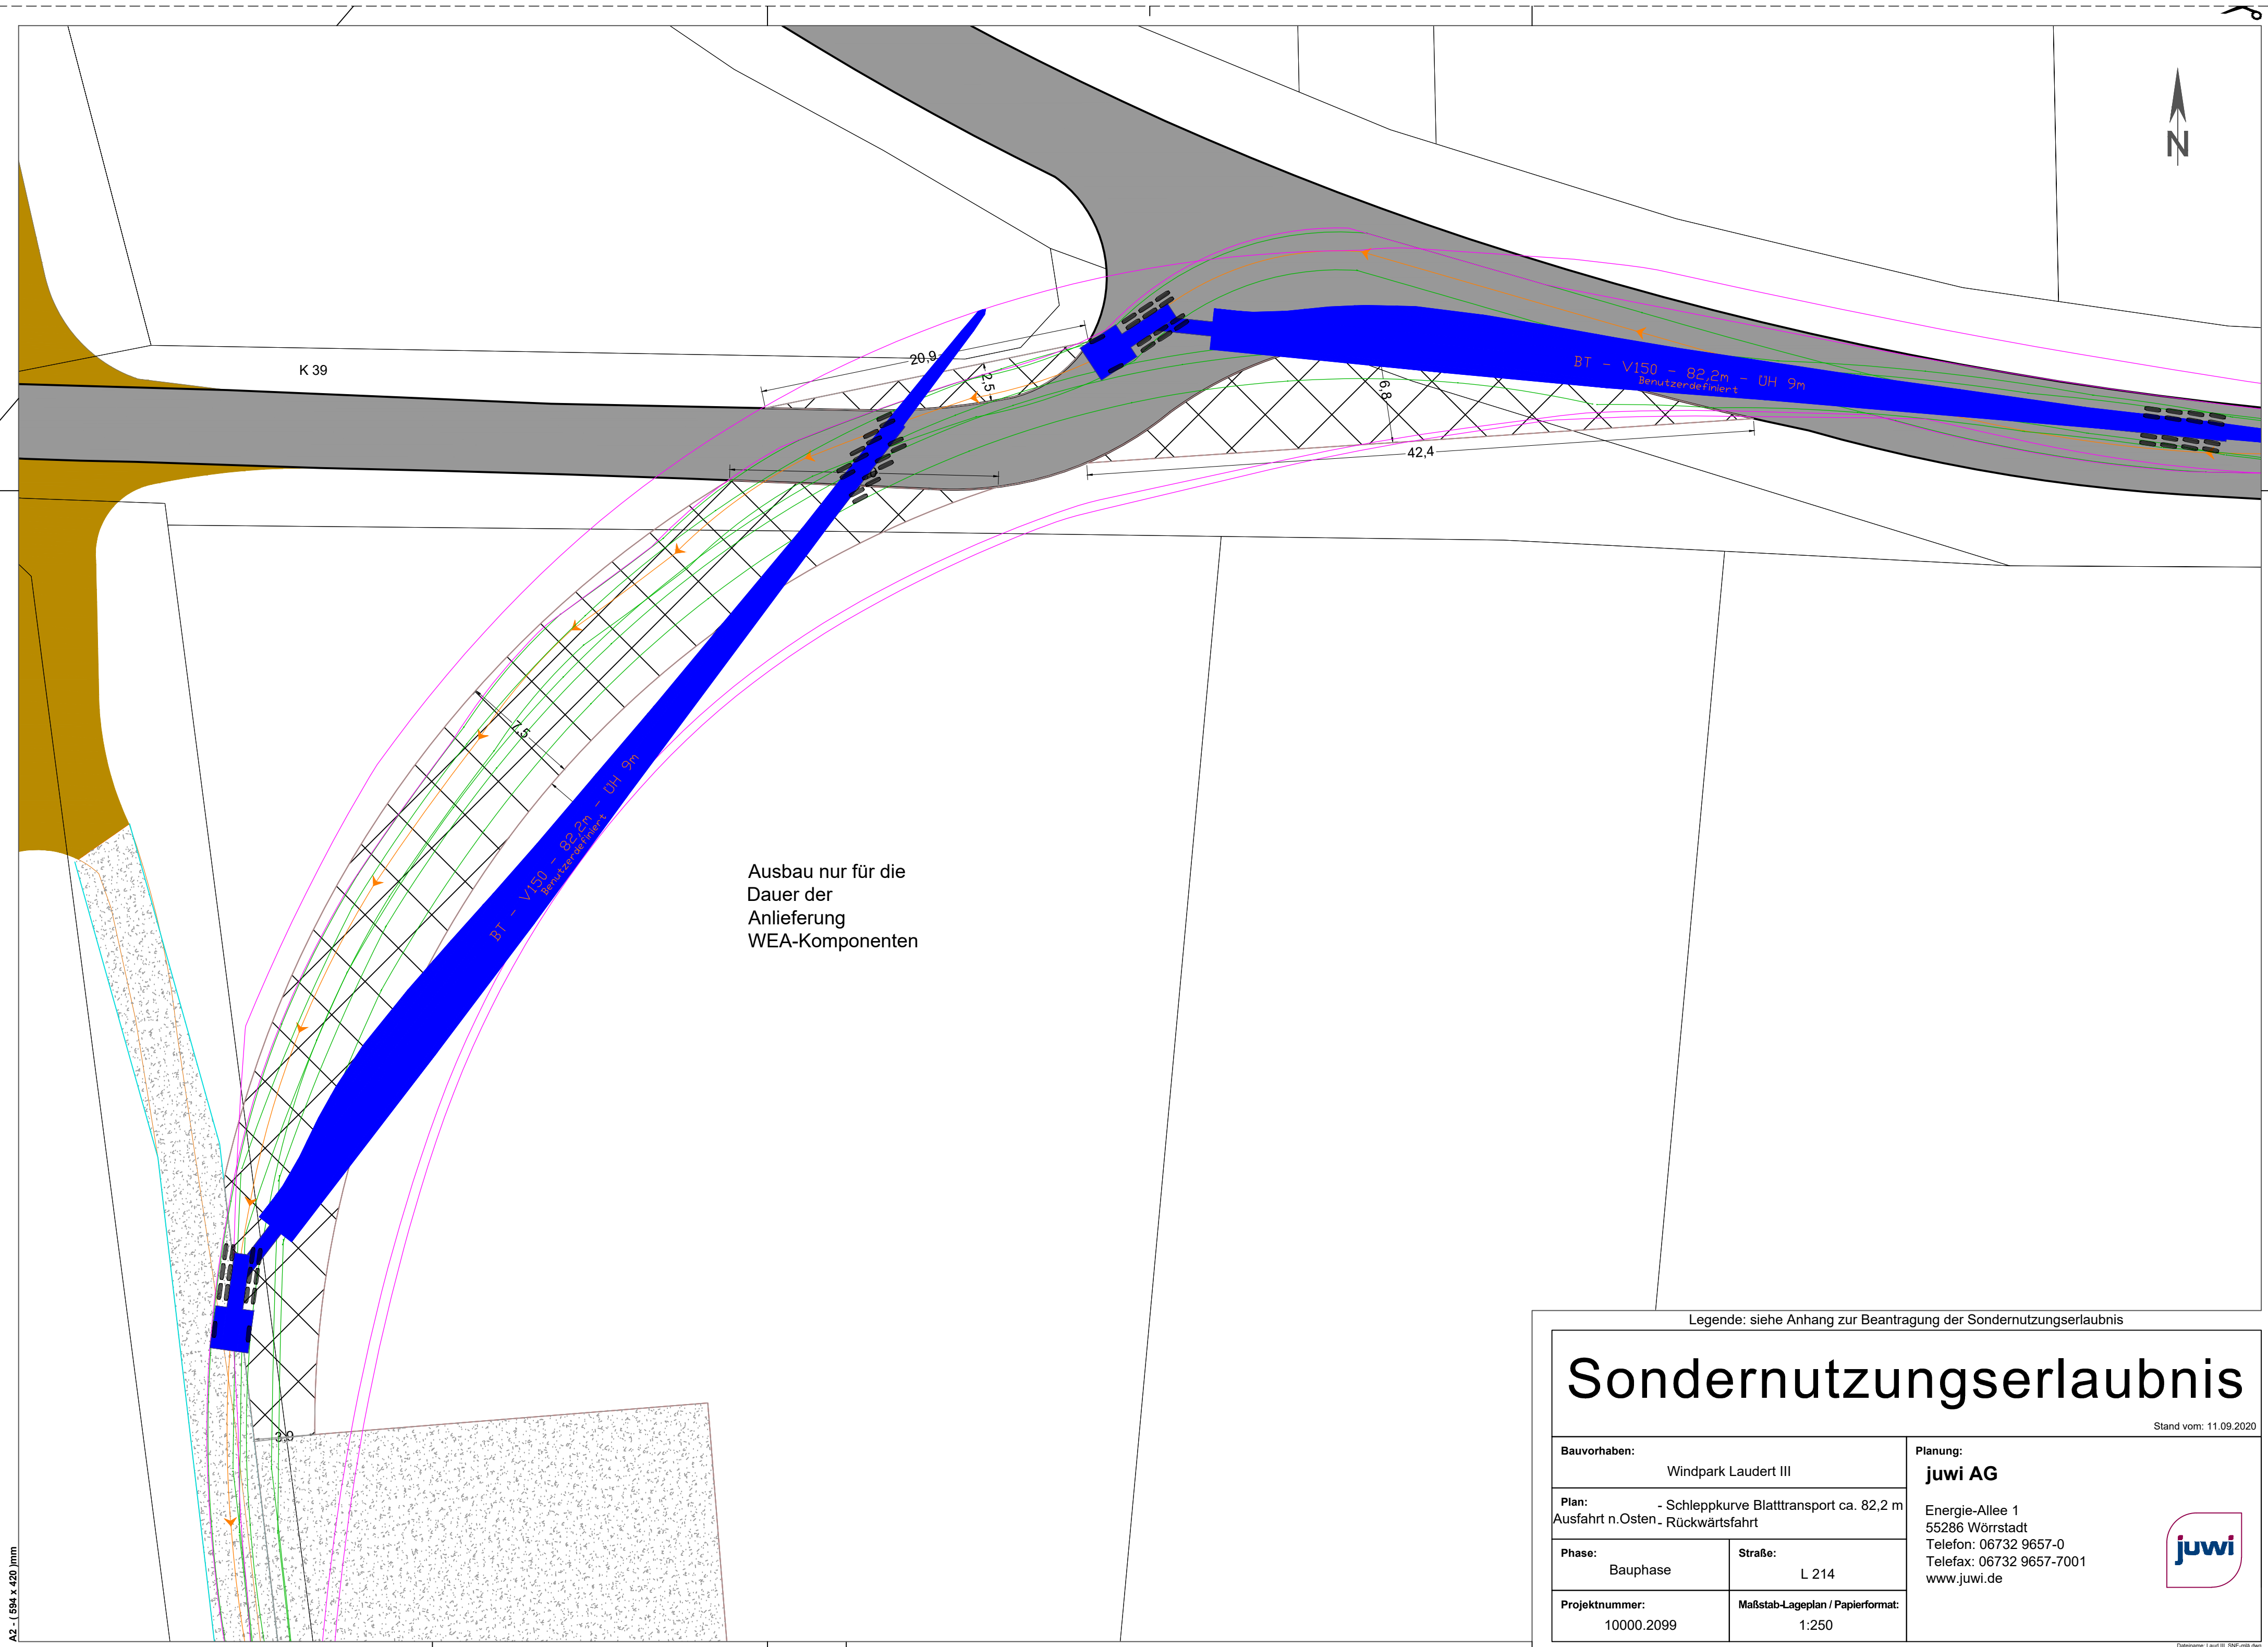 N
K 39
20,9
2,5
6,8
42,4
BT - V150 - 82,2m - ÜH 9m
Benutzerdefiniert
7,5
BT - V150 - 82,2m - ÜH 9m
Benutzerdefiniert
Ausbau nur für die
Dauer der
Anlieferung
WEA-Komponenten
3,9
A2 - ( 594 x 420 )mm
Legende: siehe Anhang zur Beantragung der Sondernutzungserlaubnis
Sondernutzungserlaubnis
Stand vom: 11.09.2020
Bauvorhaben:
Windpark Laudert III
Plan:
- Schleppkurve Blatttransport ca. 82,2 m
Ausfahrt n.Osten - Rückwärtsfahrt
Phase:
Bauphase
Straße:
L 214
Projektnummer:
10000.2099
Maßstab-Lageplan / Papierformat:
1:250
Planung:
juwi AG
Energie-Allee 1
55286 Wörrstadt
Telefon: 06732 9657-0
Telefax: 06732 9657-7001
www.juwi.de
juwi